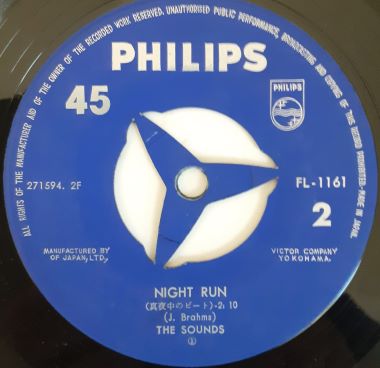 ALL RIGHTS OF THE MANUFACTURER AID OF THE OWNER OF THE RECORDED WORK RESERVED. UNAUTHORISED PUBLIC PERFORMANCE, BROADCASTING AND COPYING OF THIS RECORD PROHIBITED-MADE IN JAPAN.
PHILIPS
45
PHILIPS
271594. 2F
FL-1161
2
MANUFACTURED BY
OF JAPAN, LTD.,
VICTOR COMPANY
YOKOHAMA.
NIGHT RUN
(真夜中のビート)-2: 10
(J. Brahms)
THE SOUNDS